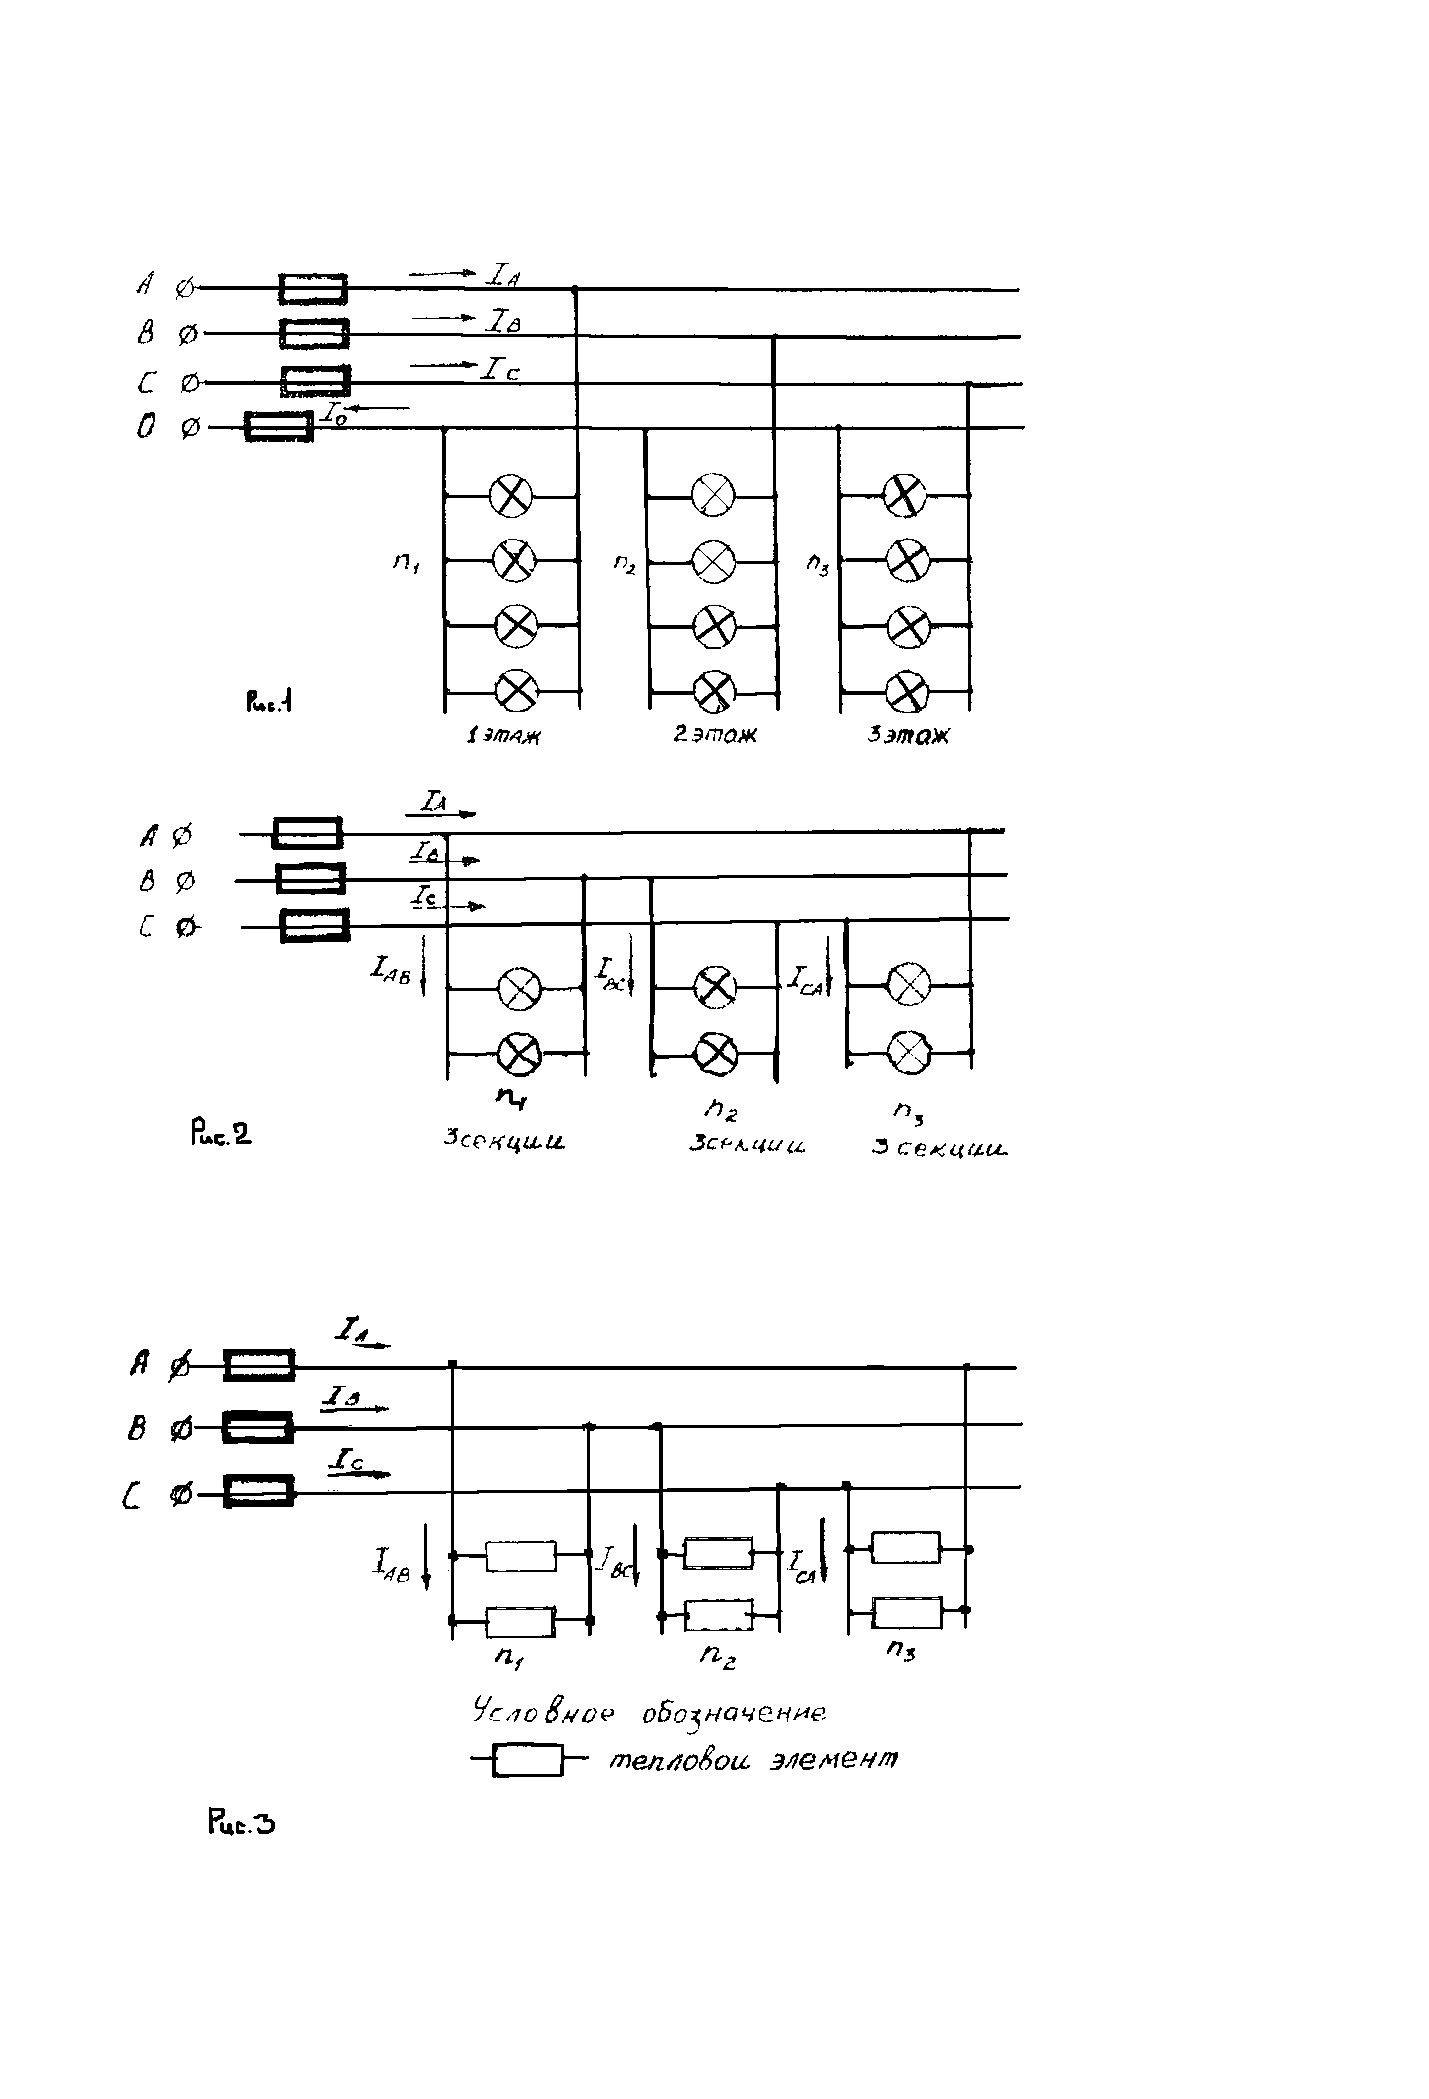 A I_A
B I_B
C I_C
O I_0
n_1 n_2 n_3
Рис.1
1 этаж 2 этаж 3 этаж
I_A
A
I_B
B
I_C
C
I_AB I_BC I_CA
n_1 n_2 n_3
Рис.2
3 секции 3 секции 3 секции
I_A
A
I_B
B
I_C
C
I_AB I_BC I_CA
n_1 n_2 n_3
Условное обозначение
тепловои элемент
Рис.3